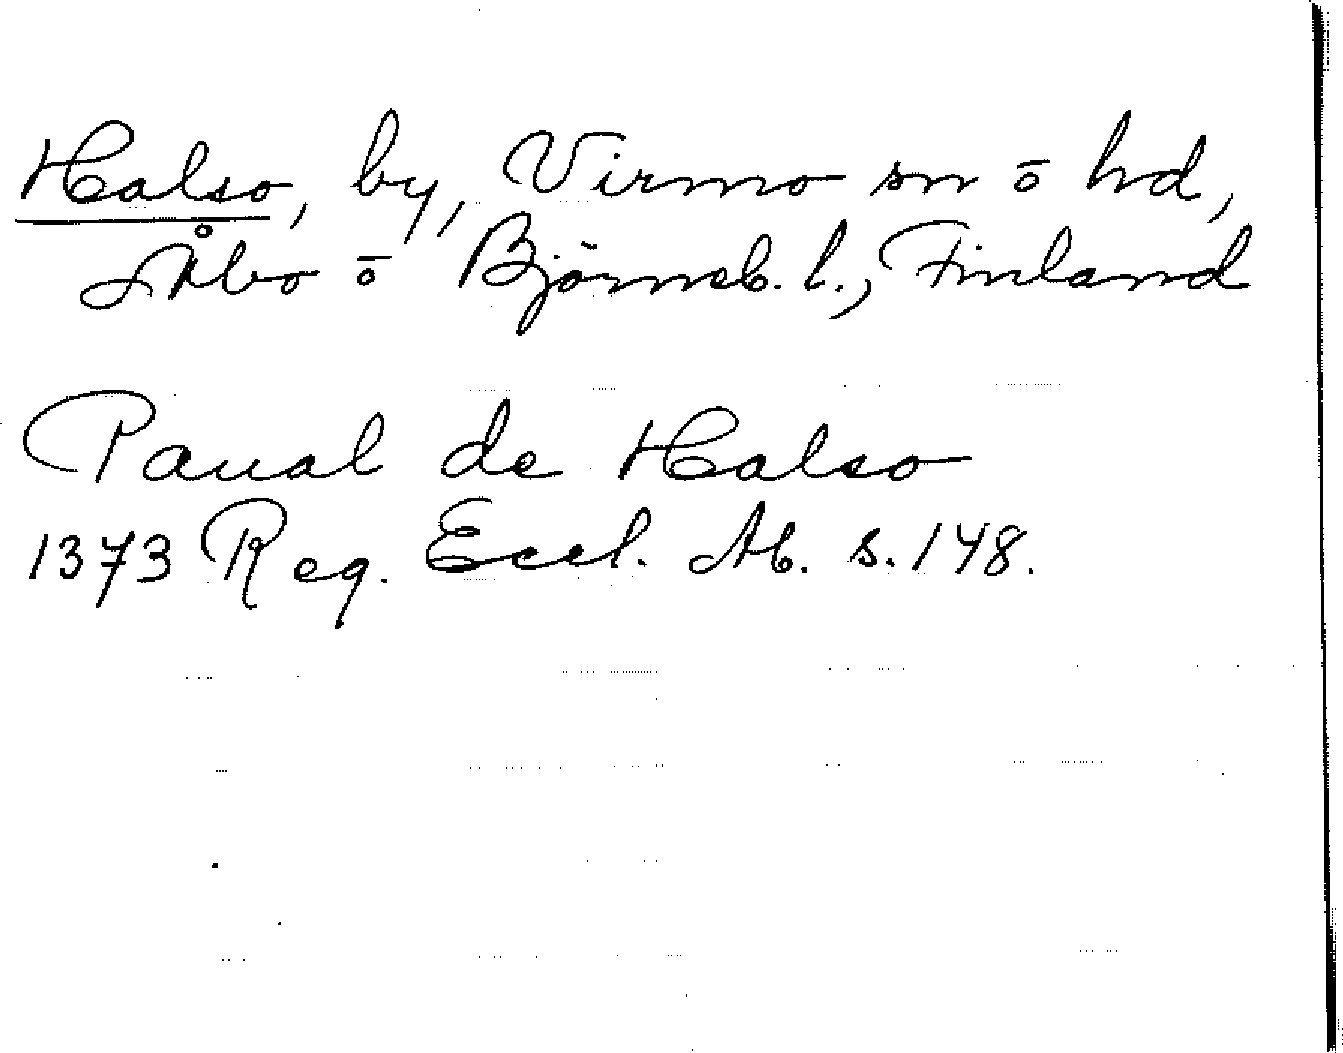 Halso, by, Virmo sn ō hd,
Åbo ō Björneb. l., Finland
Paual de Halso
1373 Reg. Eccl. Ab. s. 148.